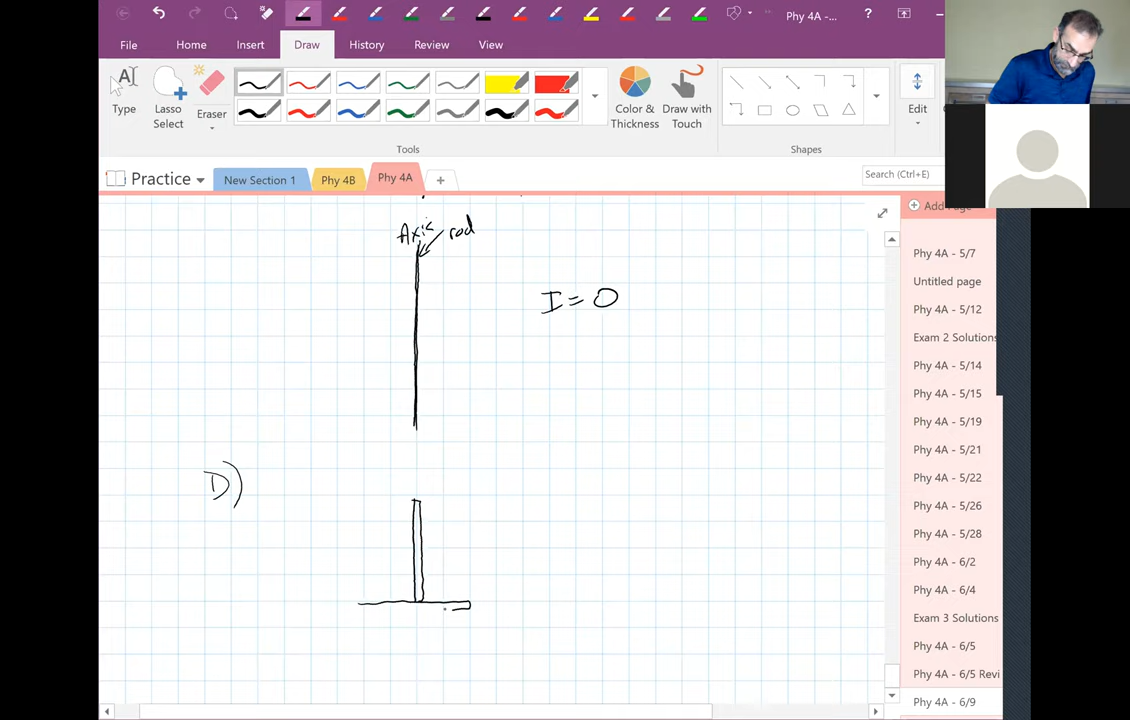 Phy 4A -...
?
File
Home
Insert
Draw
History
Review
View
Type
Lasso
Select
Eraser
Color &
Thickness
Draw with
Touch
Edit
Tools
Shapes
Practice
New Section 1
Phy 4B
Phy 4A
+
Search (Ctrl+E)
Add Page
Axis
rod
I = 0
D)
Phy 4A - 5/7
Untitled page
Phy 4A - 5/12
Exam 2 Solutions
Phy 4A - 5/14
Phy 4A - 5/15
Phy 4A - 5/19
Phy 4A - 5/21
Phy 4A - 5/22
Phy 4A - 5/26
Phy 4A - 5/28
Phy 4A - 6/2
Phy 4A - 6/4
Exam 3 Solutions
Phy 4A - 6/5
Phy 4A - 6/5 Revi
Phy 4A - 6/9